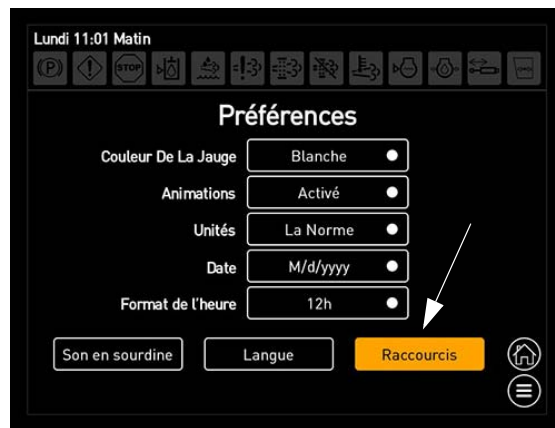 Lundi 11:01 Matin
P
STOP
Préférences
Couleur De La Jauge Blanche
Animations Activé
Unités La Norme
Date M/d/yyyy
Format de l'heure 12h
Son en sourdine Langue Raccourcis